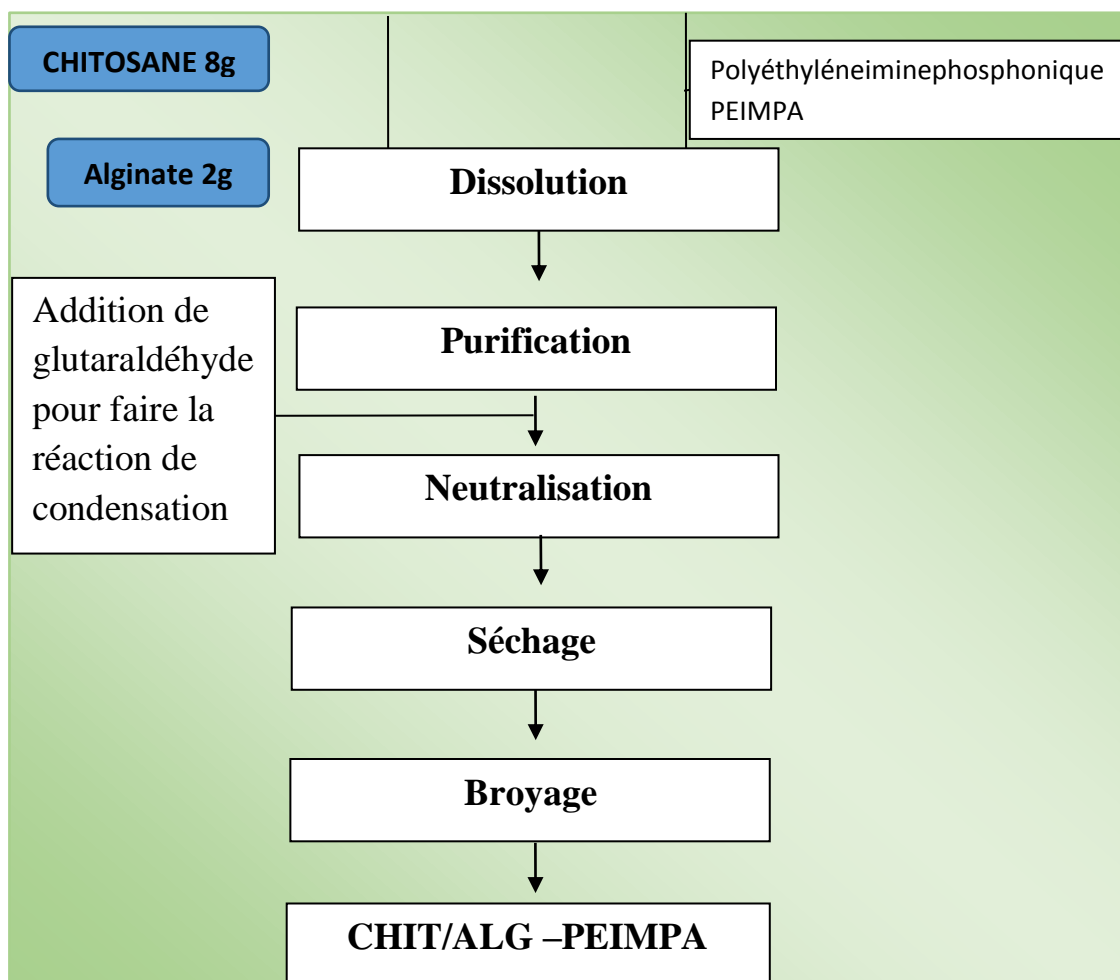 CHITOSANE 8g
Polyéthyléneiminephosphonique
PEIMPA
Alginate 2g
Dissolution
Addition de
glutaraldéhyde
pour faire la
réaction de
condensation
Purification
Neutralisation
Séchage
Broyage
CHIT/ALG –PEIMPA